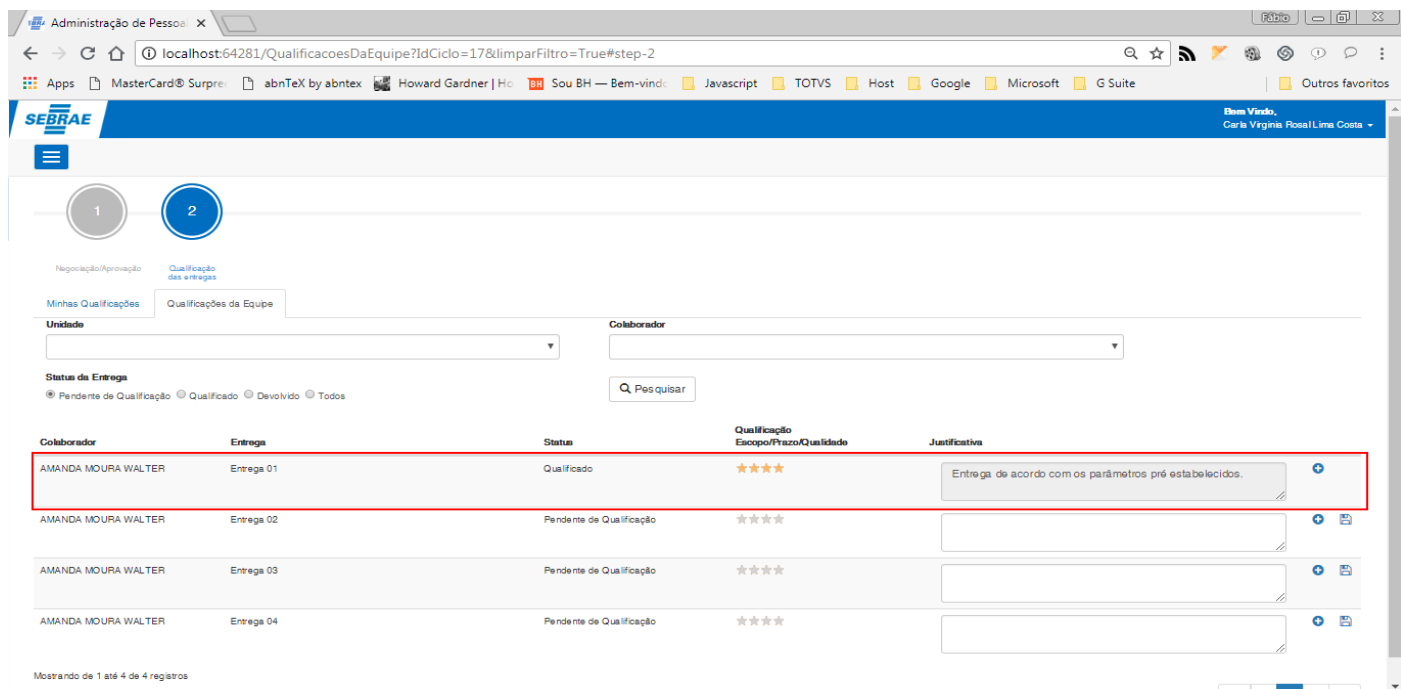 Administração de Pessoal
Fábio
localhost:64281/QualificacoesDaEquipe?IdCiclo=17&limparFiltro=True#step-2
Apps MasterCard® Surpre abnTeX by abntex Howard Gardner | Ho BH Sou BH — Bem-vindo Javascript TOTVS Host Google Microsoft G Suite Outros favoritos
SEBRAE
Bem Vindo,
Carla Virginia Rosal Lima Costa
1 2
Negociação/Aprovação
Qualificação
das entregas
Minhas Qualificações Qualificações da Equipe
Unidade Colaborador
Status da Entrega
Pendente de Qualificação Qualificado Devolvido Todos
Pesquisar
Colaborador Entrega Status Qualificação Escopo/Prazo/Qualidade Justificativa
AMANDA MOURA WALTER Entrega 01 Qualificado Entrega de acordo com os parâmetros pré estabelecidos.
AMANDA MOURA WALTER Entrega 02 Pendente de Qualificação
AMANDA MOURA WALTER Entrega 03 Pendente de Qualificação
AMANDA MOURA WALTER Entrega 04 Pendente de Qualificação
Mostrando de 1 até 4 de 4 registros